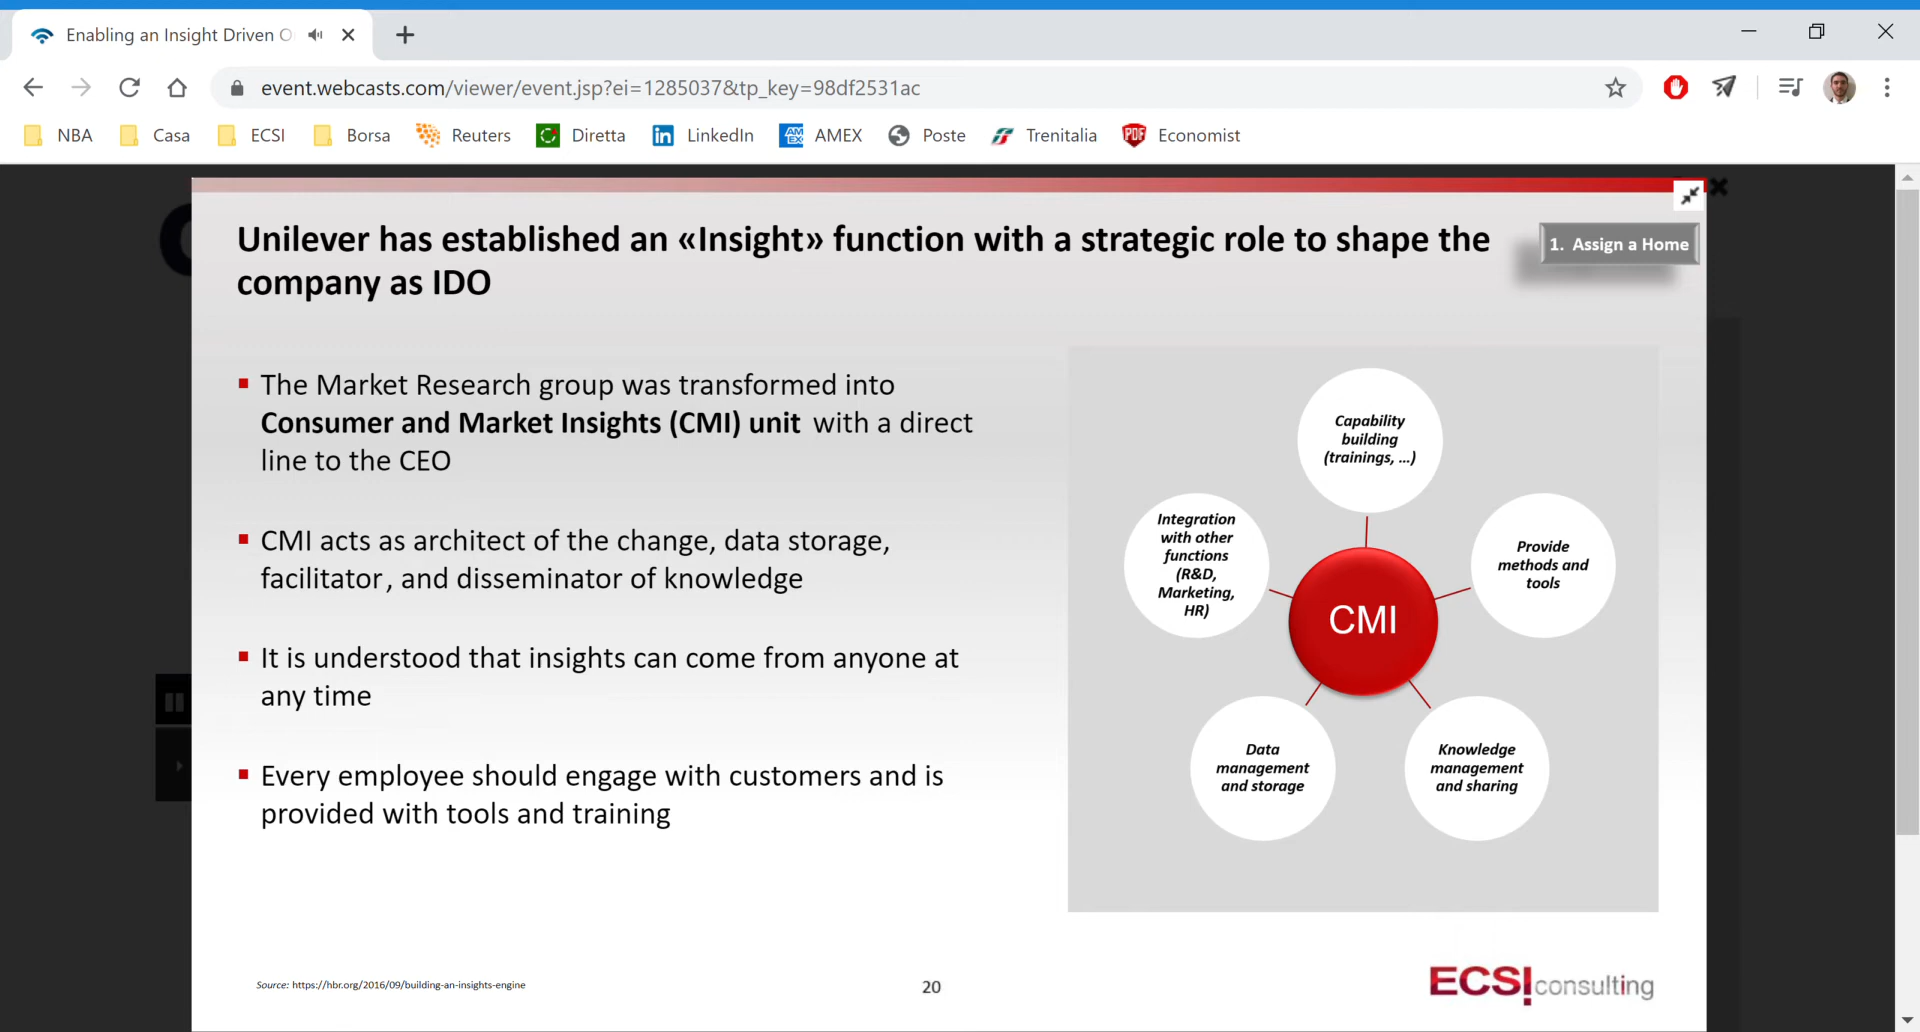 Enabling an Insight Driven O
event.webcasts.com/viewer/event.jsp?ei=1285037&tp_key=98df2531ac
NBA
Casa
ECSI
Borsa
Reuters
Diretta
LinkedIn
AMEX
Poste
Trenitalia
Economist
Unilever has established an «Insight» function with a strategic role to shape the
company as IDO
1. Assign a Home
The Market Research group was transformed into
Consumer and Market Insights (CMI) unit with a direct
line to the CEO
CMI acts as architect of the change, data storage,
facilitator, and disseminator of knowledge
It is understood that insights can come from anyone at
any time
Every employee should engage with customers and is
provided with tools and training
Capability
building
(trainings, ...)
Integration
with other
functions
(R&D,
Marketing,
HR)
Provide
methods and
tools
CMI
Data
management
and storage
Knowledge
management
and sharing
Source: https://hbr.org/2016/09/building-an-insights-engine
20
ECSI consulting